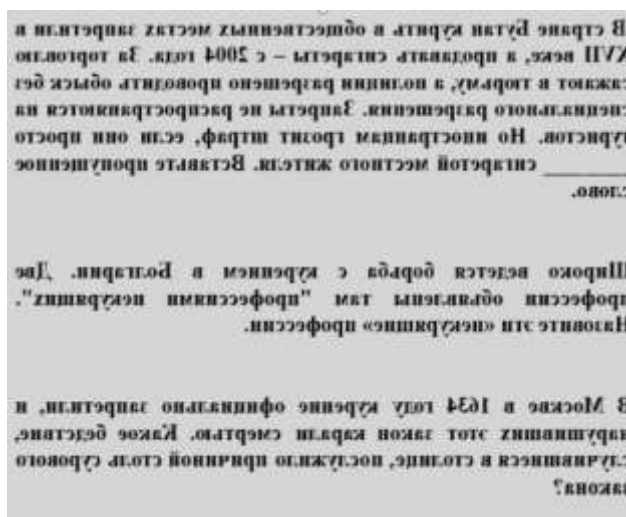 В стране Бутан курить в общественных местах запретили в
XVII веке, а продавать сигареты – с 2004 года. За торговлю
сажают в тюрьму, а полиции разрешено проводить обыск без
специального разрешения. Запреты не распространяются на
туристов. Но иностранцам грозит штраф, если они просто
________ сигаретой местного жителя. Вставьте пропущенное
слово.
Широко ведется борьба с курением в Болгарии. Две
профессии объявлены там "профессиями некурящих".
Назовите эти «некурящие» профессии.
В Москве в 1634 году курение официально запретили, и
нарушивших этот закон карали смертью. Какое бедствие,
случившиеся в столице, послужило причиной столь сурового
закона?